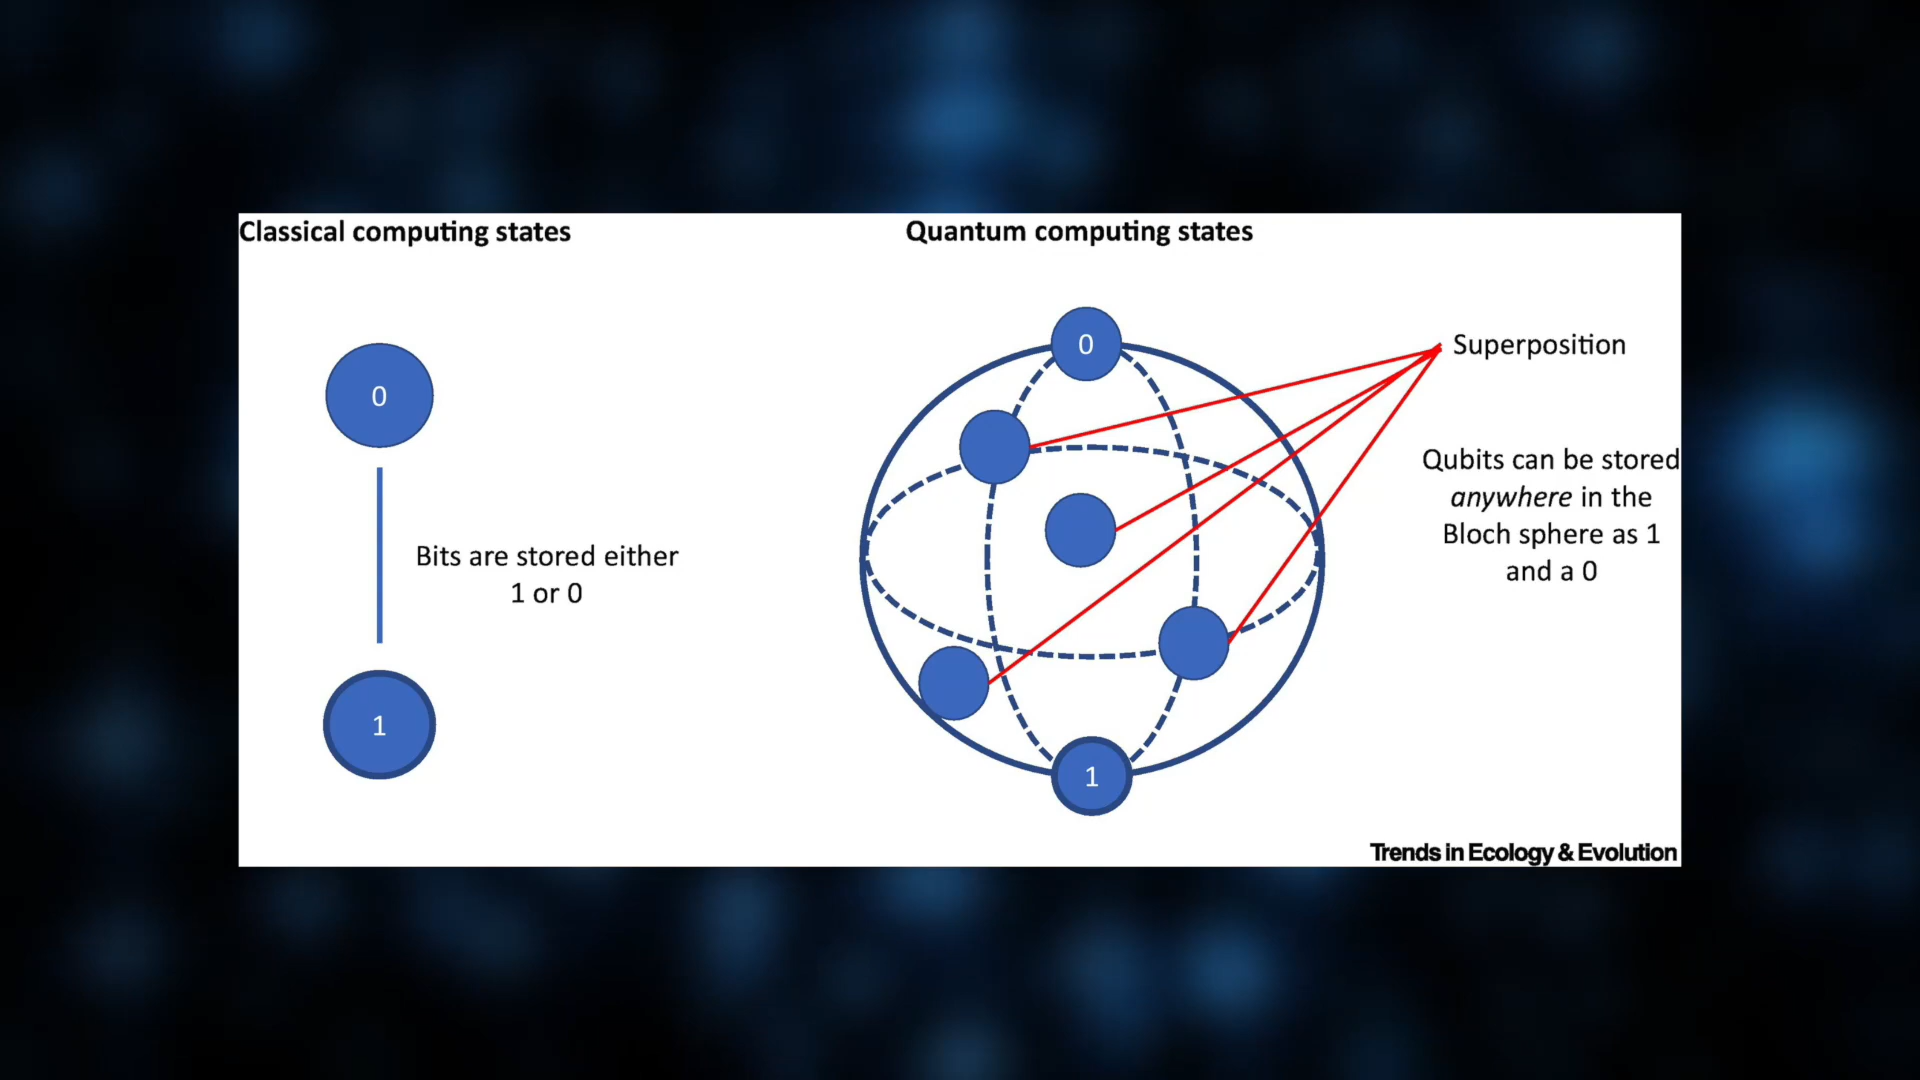 Classical computing states
0
1
Bits are stored either
1 or 0
Quantum computing states
0
1
Superposition
Qubits can be stored
anywhere in the
Bloch sphere as 1
and a 0
Trends in Ecology & Evolution